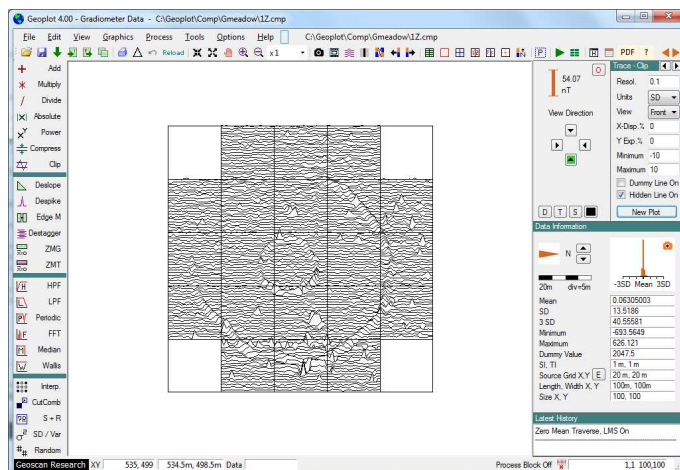 Geoplot 4.00 - Gradiometer Data - C:\Geoplot\Comp\Gmeadow\1Z.cmp
File Edit View Graphics Process Tools Options Help C:\Geoplot\Comp\Gmeadow\1Z.cmp
Reload x1 P PDF ?
Add
Multiply
Divide
|X| Absolute
Power
Compress
Clip
Deslope
Despike
Edge M
Destagger
ZMG
ZMT
HPF
LPF
Periodic
FFT
Median
Wallis
Interp.
CutComb
S + R
SD / Var
Random
54.07
nT
O
View Direction
D T S
Trace - Clip
Resol. 0.1
Units SD
View Front
X-Disp.% 0
Y Exp.% 0
Minimum -10
Maximum 10
Dummy Line On
Hidden Line On
New Plot
Data Information
N
20m div=5m
-3SD Mean 3SD
Mean 0.06305003
SD 13.5186
3 SD 40.55581
Minimum -693.5649
Maximum 626.121
Dummy Value 2047.5
SI, TI 1 m, 1 m
Source Grid X,Y E 20 m, 20 m
Length, Width X, Y 100m, 100m
Size X, Y 100, 100
Latest History
Zero Mean Traverse, LMS On
Geoscan Research XY 535, 499 534.5m, 498.5m Data
Process Block Off 1,1 100,100